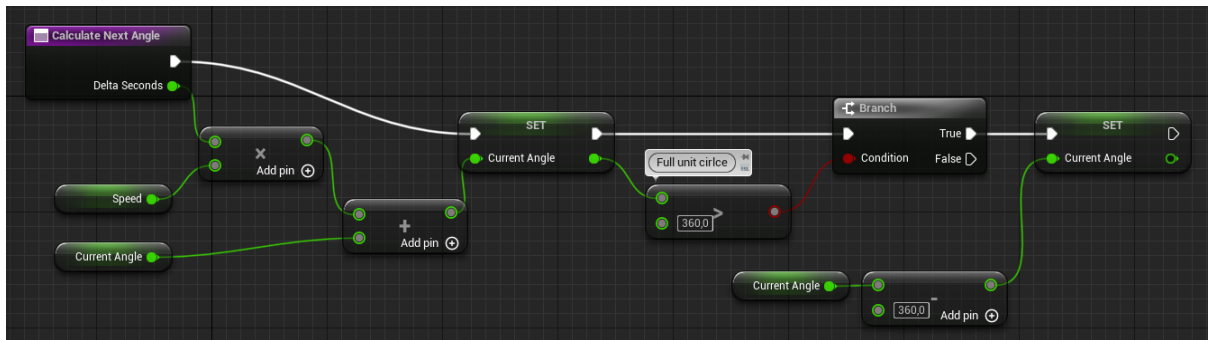 Calculate Next Angle
Delta Seconds
×
Add pin
Speed
+
Add pin
Current Angle
SET
Current Angle
Full unit cirlce
>
360,0
Branch
True
Condition
False
SET
Current Angle
Current Angle
-
360,0
Add pin